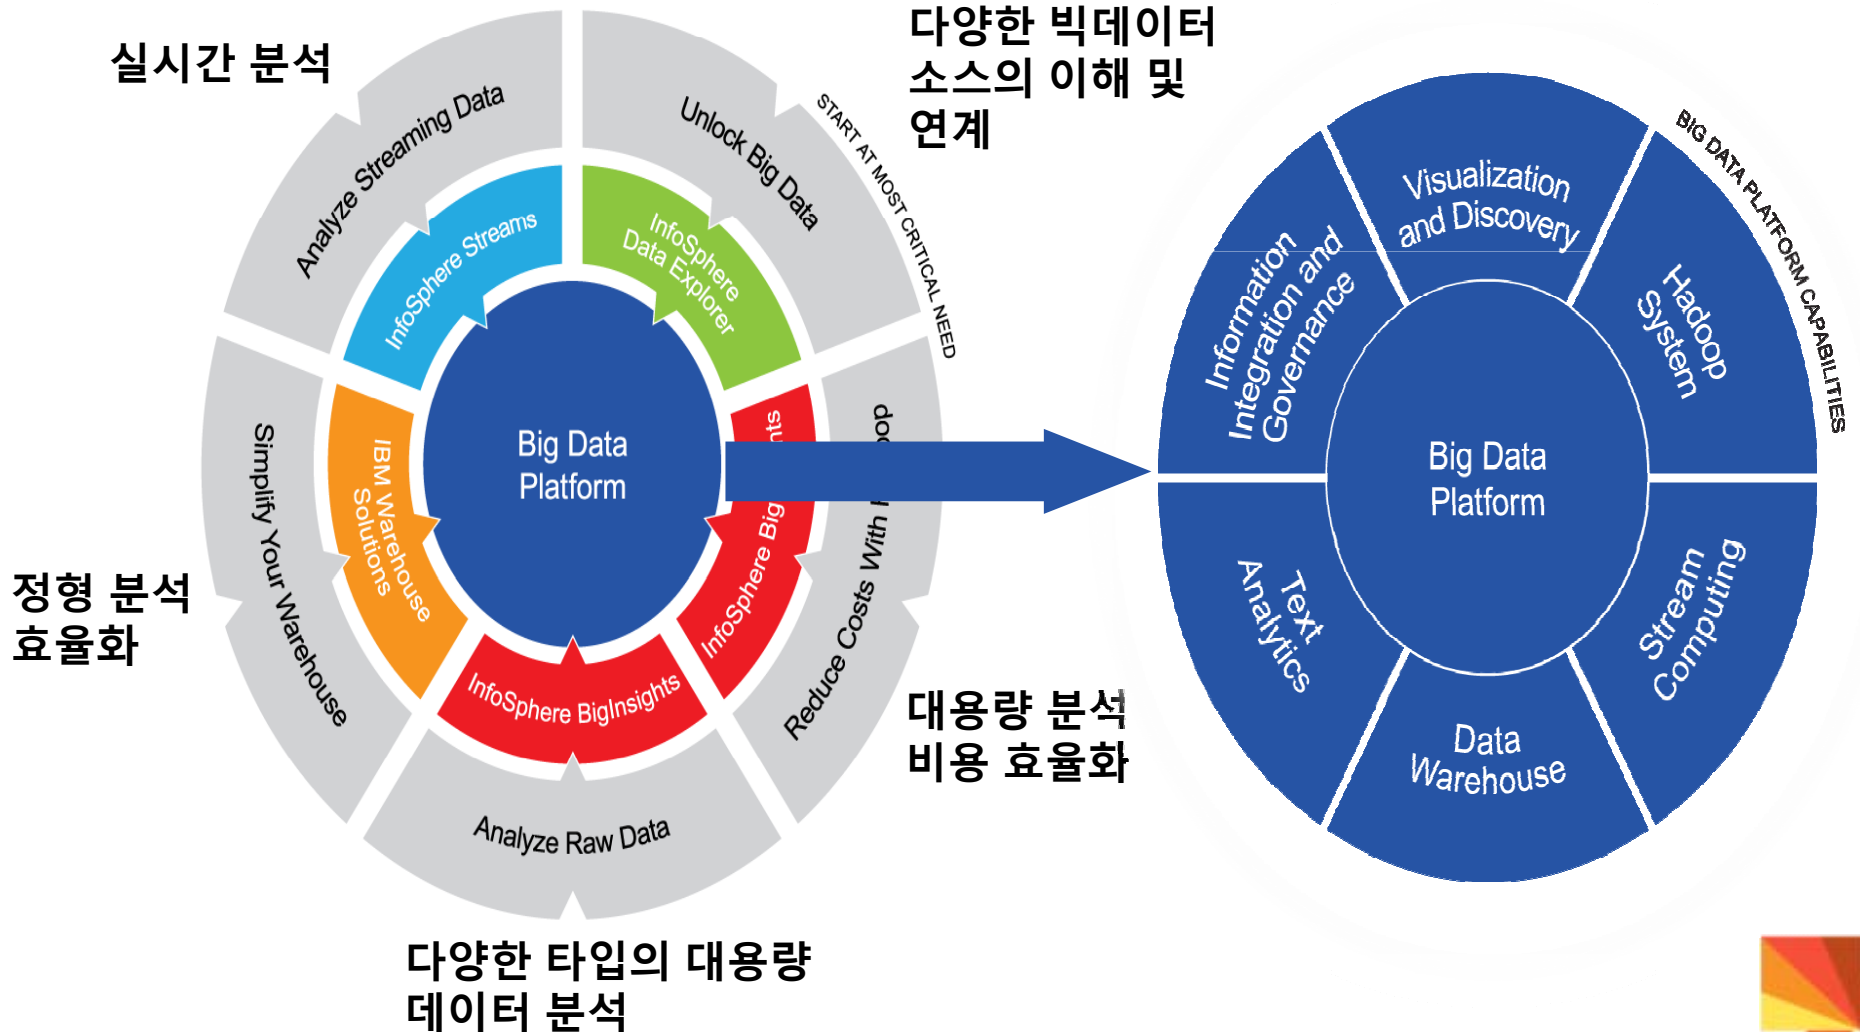 실시간 분석
다양한 빅데이터
소스의 이해 및
연계
Analyze Streaming Data
Unlock Big Data
START AT MOST CRITICAL NEED
InfoSphere Streams
InfoSphere
Data Explorer
Big Data
Platform
Simplify Your Warehouse
IBM Warehouse
Solutions
InfoSphere
Reduce Costs With
InfoSphere BigInsights
Analyze Raw Data
정형 분석
효율화
대용량 분석
비용 효율화
다양한 타입의 대용량
데이터 분석
Visualization
and Discovery
BIG DATA PLATFORM CAPABILITIES
Information
Integration and
Governance
Hadoop
System
Big Data
Platform
Text
Analytics
Stream
Computing
Data
Warehouse